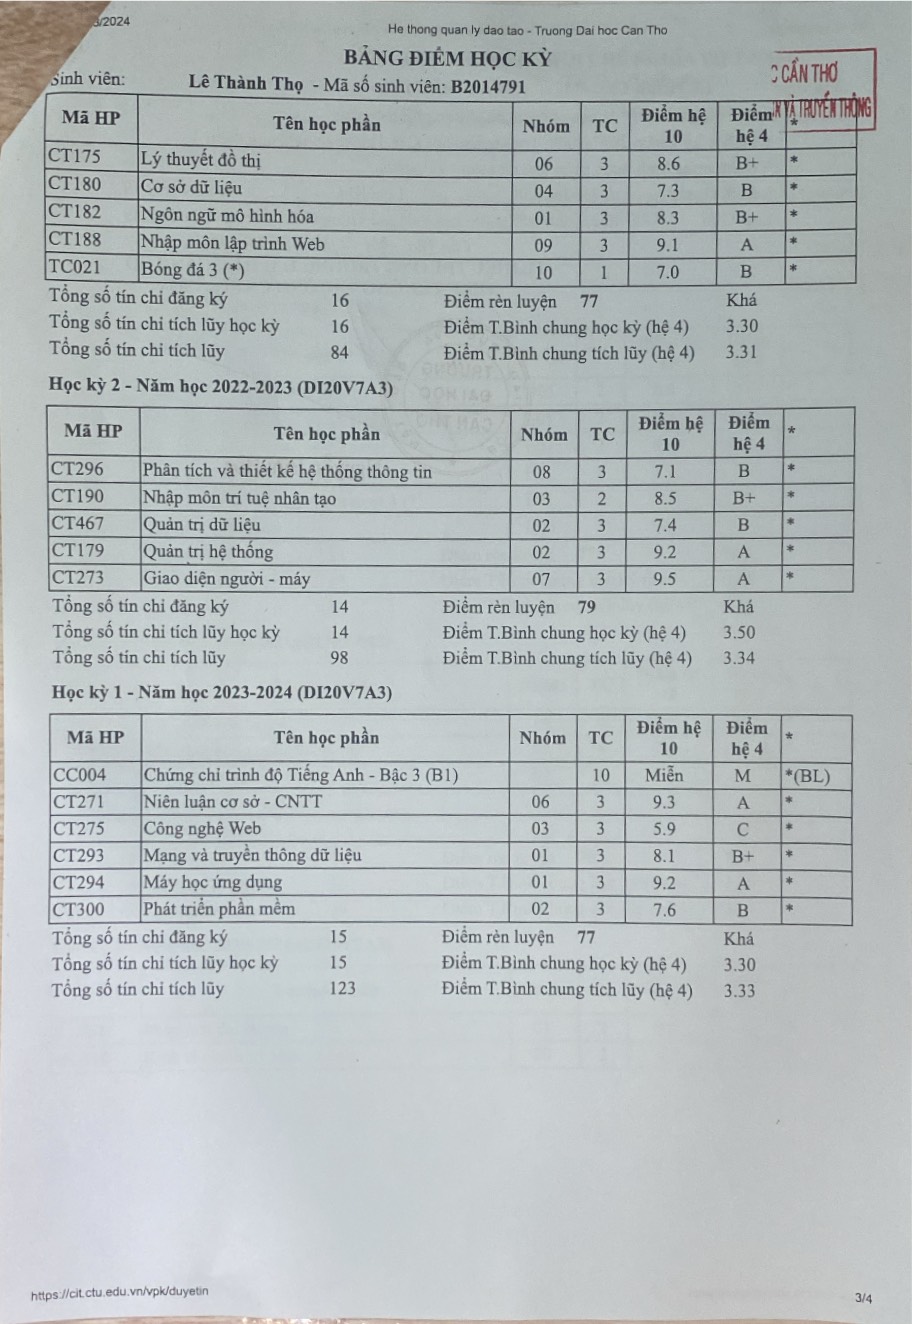 3/2024
He thong quan ly dao tao - Truong Dai hoc Can Tho
BẢNG ĐIỂM HỌC KỲ
C CẦN THƠ
VÀ TRUYỀN THÔNG
Sinh viên: Lê Thành Thọ - Mã số sinh viên: B2014791
Mã HP Tên học phần Nhóm TC Điểm hệ 10 Điểm hệ 4 *
CT175 Lý thuyết đồ thị 06 3 8.6 B+ *
CT180 Cơ sở dữ liệu 04 3 7.3 B *
CT182 Ngôn ngữ mô hình hóa 01 3 8.3 B+ *
CT188 Nhập môn lập trình Web 09 3 9.1 A *
TC021 Bóng đá 3 (*) 10 1 7.0 B *
Tổng số tín chỉ đăng ký 16 Điểm rèn luyện 77 Khá
Tổng số tín chỉ tích lũy học kỳ 16 Điểm T.Bình chung học kỳ (hệ 4) 3.30
Tổng số tín chỉ tích lũy 84 Điểm T.Bình chung tích lũy (hệ 4) 3.31
Học kỳ 2 - Năm học 2022-2023 (DI20V7A3)
Mã HP Tên học phần Nhóm TC Điểm hệ 10 Điểm hệ 4 *
CT296 Phân tích và thiết kế hệ thống thông tin 08 3 7.1 B *
CT190 Nhập môn trí tuệ nhân tạo 03 2 8.5 B+ *
CT467 Quản trị dữ liệu 02 3 7.4 B *
CT179 Quản trị hệ thống 02 3 9.2 A *
CT273 Giao diện người - máy 07 3 9.5 A *
Tổng số tín chỉ đăng ký 14 Điểm rèn luyện 79 Khá
Tổng số tín chỉ tích lũy học kỳ 14 Điểm T.Bình chung học kỳ (hệ 4) 3.50
Tổng số tín chỉ tích lũy 98 Điểm T.Bình chung tích lũy (hệ 4) 3.34
Học kỳ 1 - Năm học 2023-2024 (DI20V7A3)
Mã HP Tên học phần Nhóm TC Điểm hệ 10 Điểm hệ 4 *
CC004 Chứng chỉ trình độ Tiếng Anh - Bậc 3 (B1) 10 Miễn M *(BL)
CT271 Niên luận cơ sở - CNTT 06 3 9.3 A *
CT275 Công nghệ Web 03 3 5.9 C *
CT293 Mạng và truyền thông dữ liệu 01 3 8.1 B+ *
CT294 Máy học ứng dụng 01 3 9.2 A *
CT300 Phát triển phần mềm 02 3 7.6 B *
Tổng số tín chỉ đăng ký 15 Điểm rèn luyện 77 Khá
Tổng số tín chỉ tích lũy học kỳ 15 Điểm T.Bình chung học kỳ (hệ 4) 3.30
Tổng số tín chỉ tích lũy 123 Điểm T.Bình chung tích lũy (hệ 4) 3.33
https://cit.ctu.edu.vn/vpk/duyetin
3/4